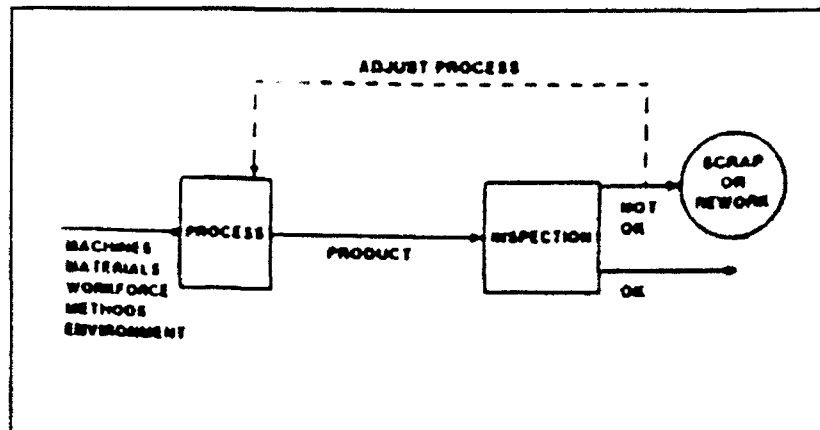 ADJUST PROCESS
SCRAP
OR
REWORK
PROCESS
INSPECTION
NOT
OK
PRODUCT
MACHINES
MATERIALS
WORKFORCE
METHODS
ENVIRONMENT
OK